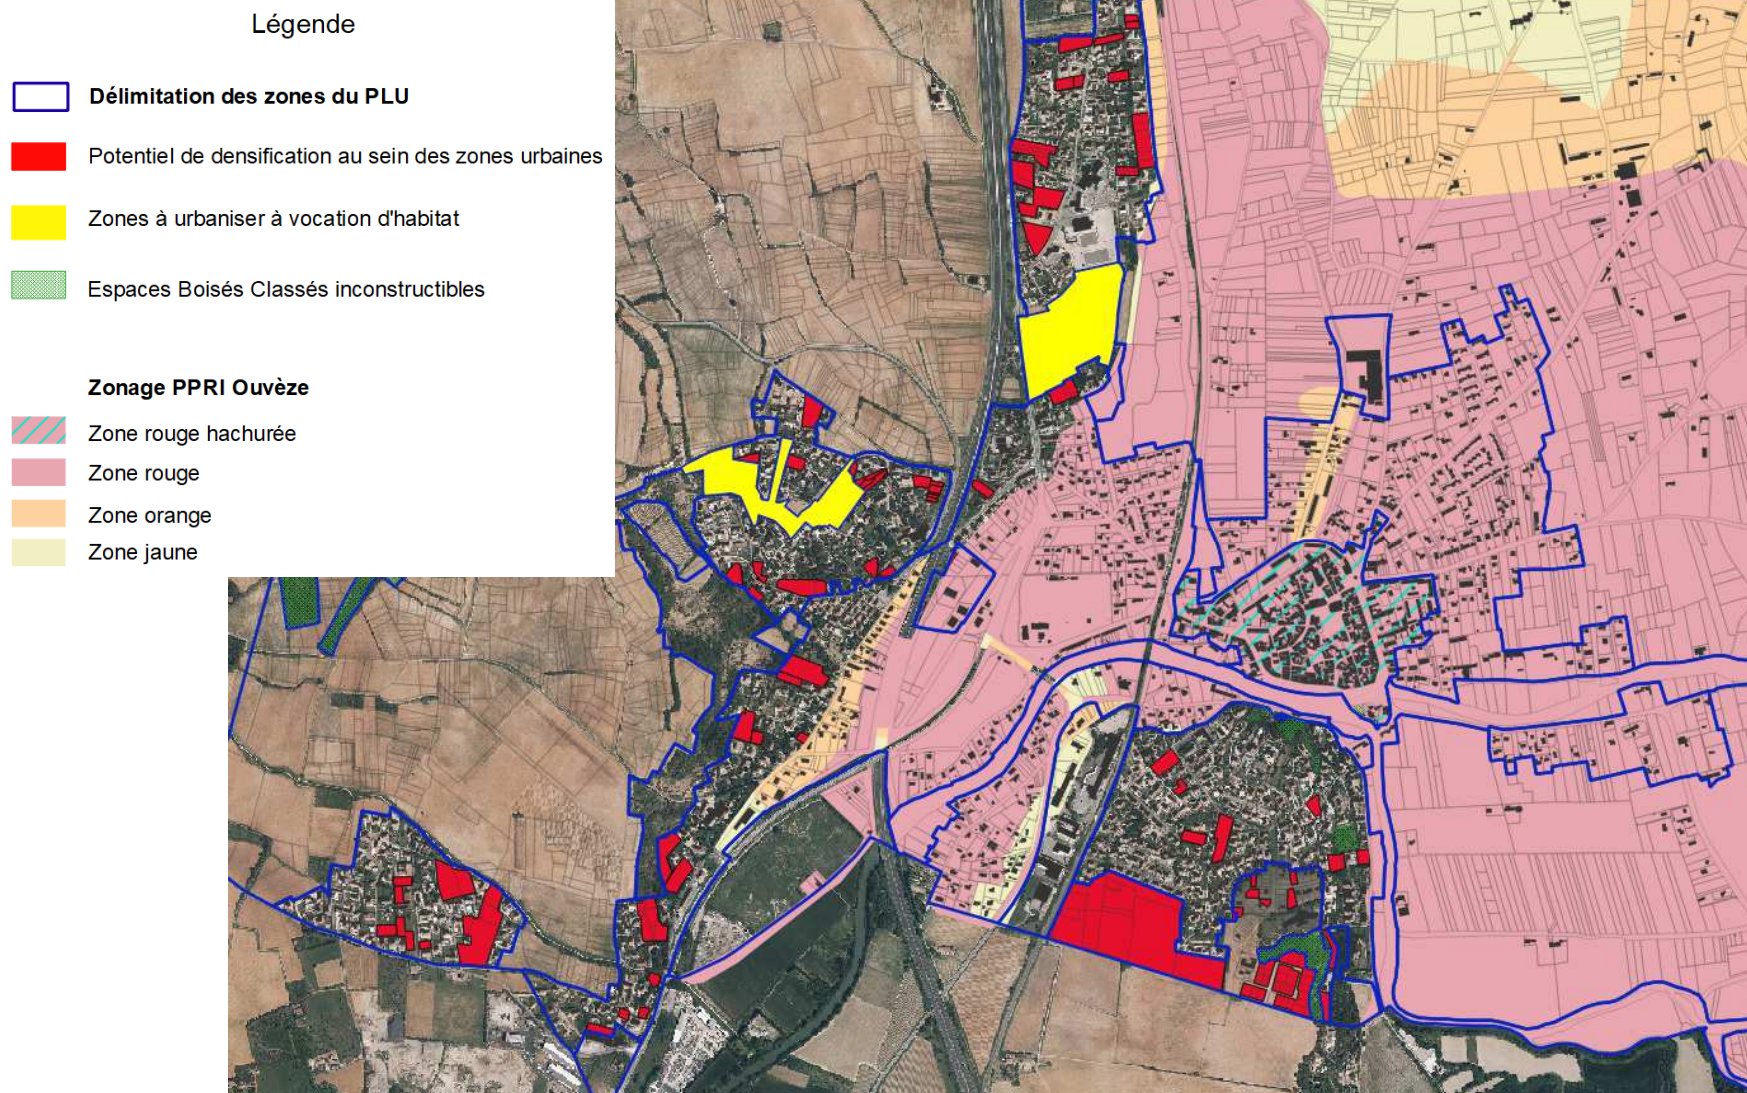 Légende
Délimitation des zones du PLU
Potentiel de densification au sein des zones urbaines
Zones à urbaniser à vocation d'habitat
Espaces Boisés Classés inconstructibles
Zonage PPRI Ouvèze
Zone rouge hachurée
Zone rouge
Zone orange
Zone jaune